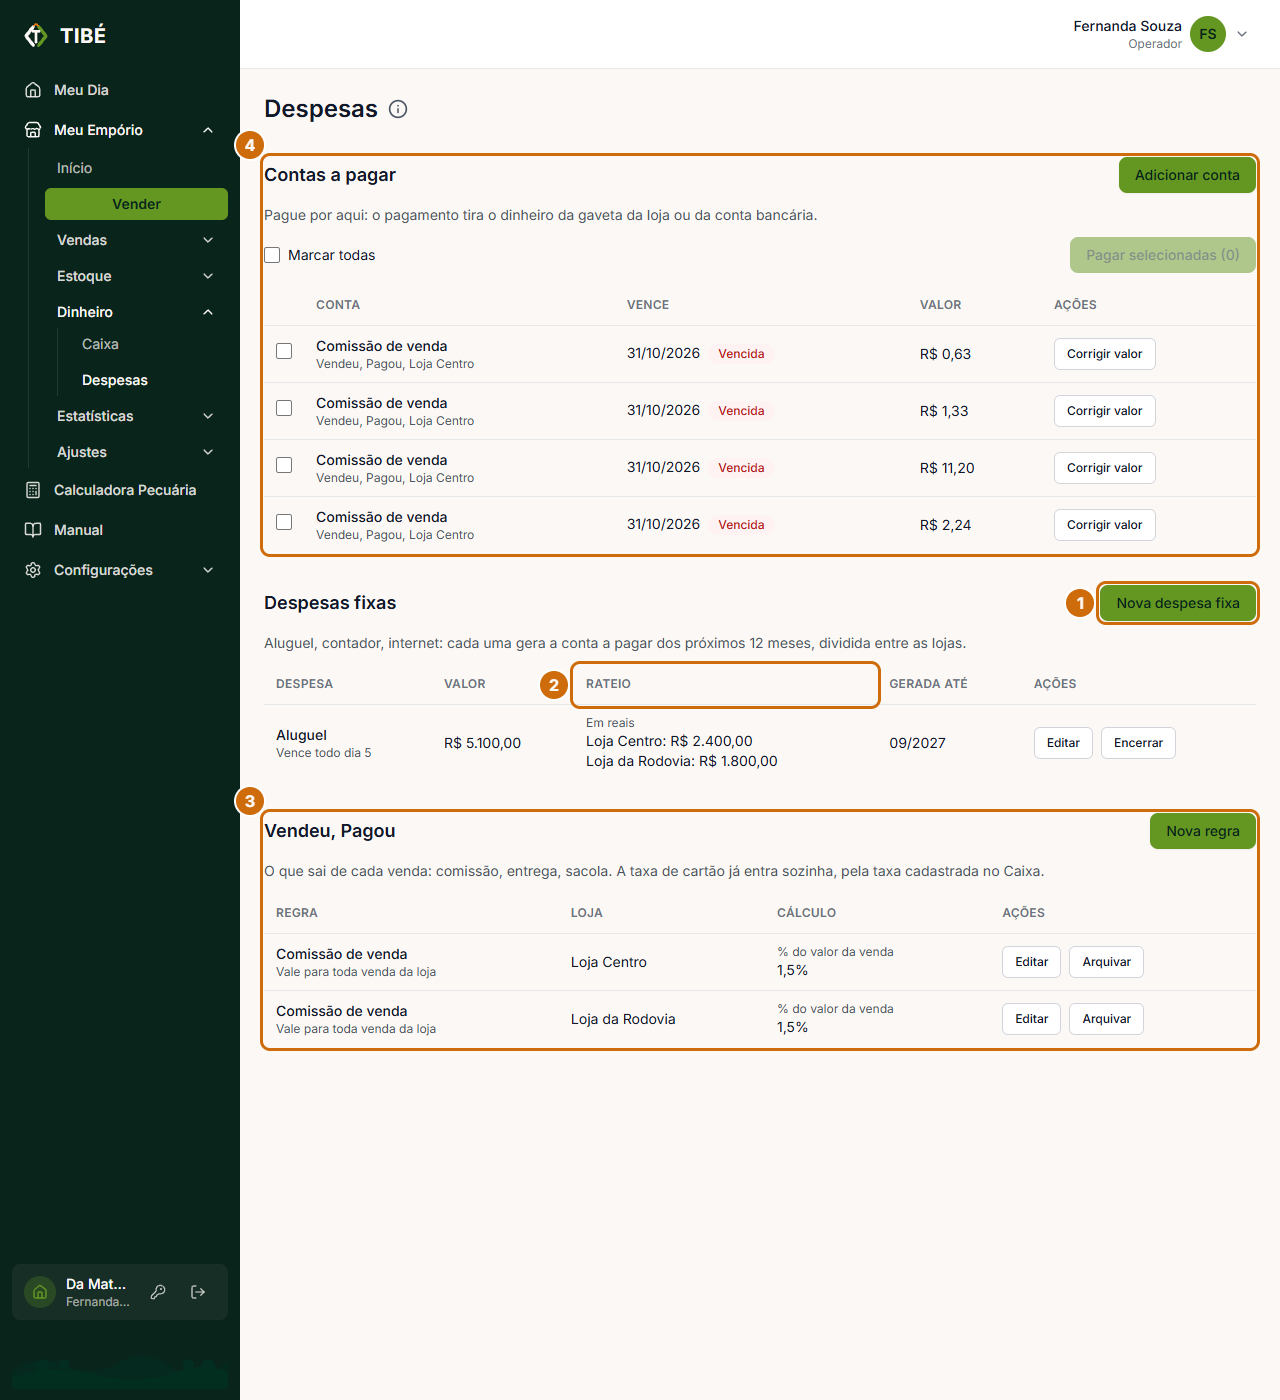 TIBÉ
Meu Dia
Meu Empório
Início
Vender
Vendas
Estoque
Dinheiro
Caixa
Despesas
Estatísticas
Ajustes
Calculadora Pecuária
Manual
Configurações
Da Mat...
Fernanda...
Fernanda Souza
Operador
FS
Despesas
4
Contas a pagar
Adicionar conta
Pague por aqui: o pagamento tira o dinheiro da gaveta da loja ou da conta bancária.
Marcar todas
Pagar selecionadas (0)
CONTA VENCE VALOR AÇÕES
Comissão de venda
Vendeu, Pagou, Loja Centro
31/10/2026 Vencida R$ 0,63 Corrigir valor
Comissão de venda
Vendeu, Pagou, Loja Centro
31/10/2026 Vencida R$ 1,33 Corrigir valor
Comissão de venda
Vendeu, Pagou, Loja Centro
31/10/2026 Vencida R$ 11,20 Corrigir valor
Comissão de venda
Vendeu, Pagou, Loja Centro
31/10/2026 Vencida R$ 2,24 Corrigir valor
Despesas fixas
1
Nova despesa fixa
Aluguel, contador, internet: cada uma gera a conta a pagar dos próximos 12 meses, dividida entre as lojas.
DESPESA VALOR 2 RATEIO GERADA ATÉ AÇÕES
Aluguel
Vence todo dia 5
R$ 5.100,00
Em reais
Loja Centro: R$ 2.400,00
Loja da Rodovia: R$ 1.800,00
09/2027
Editar Encerrar
3
Vendeu, Pagou
Nova regra
O que sai de cada venda: comissão, entrega, sacola. A taxa de cartão já entra sozinha, pela taxa cadastrada no Caixa.
REGRA LOJA CÁLCULO AÇÕES
Comissão de venda
Vale para toda venda da loja
Loja Centro
% do valor da venda
1,5%
Editar Arquivar
Comissão de venda
Vale para toda venda da loja
Loja da Rodovia
% do valor da venda
1,5%
Editar Arquivar